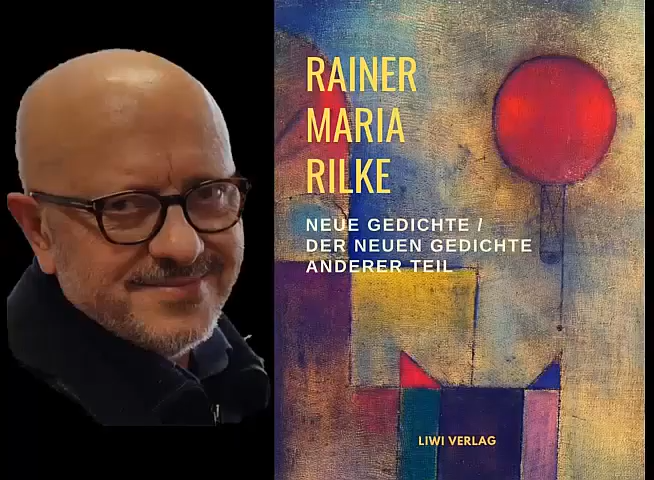 RAINER
MARIA
RILKE
NEUE GEDICHTE /
DER NEUEN GEDICHTE
ANDERER TEIL
LIWI VERLAG